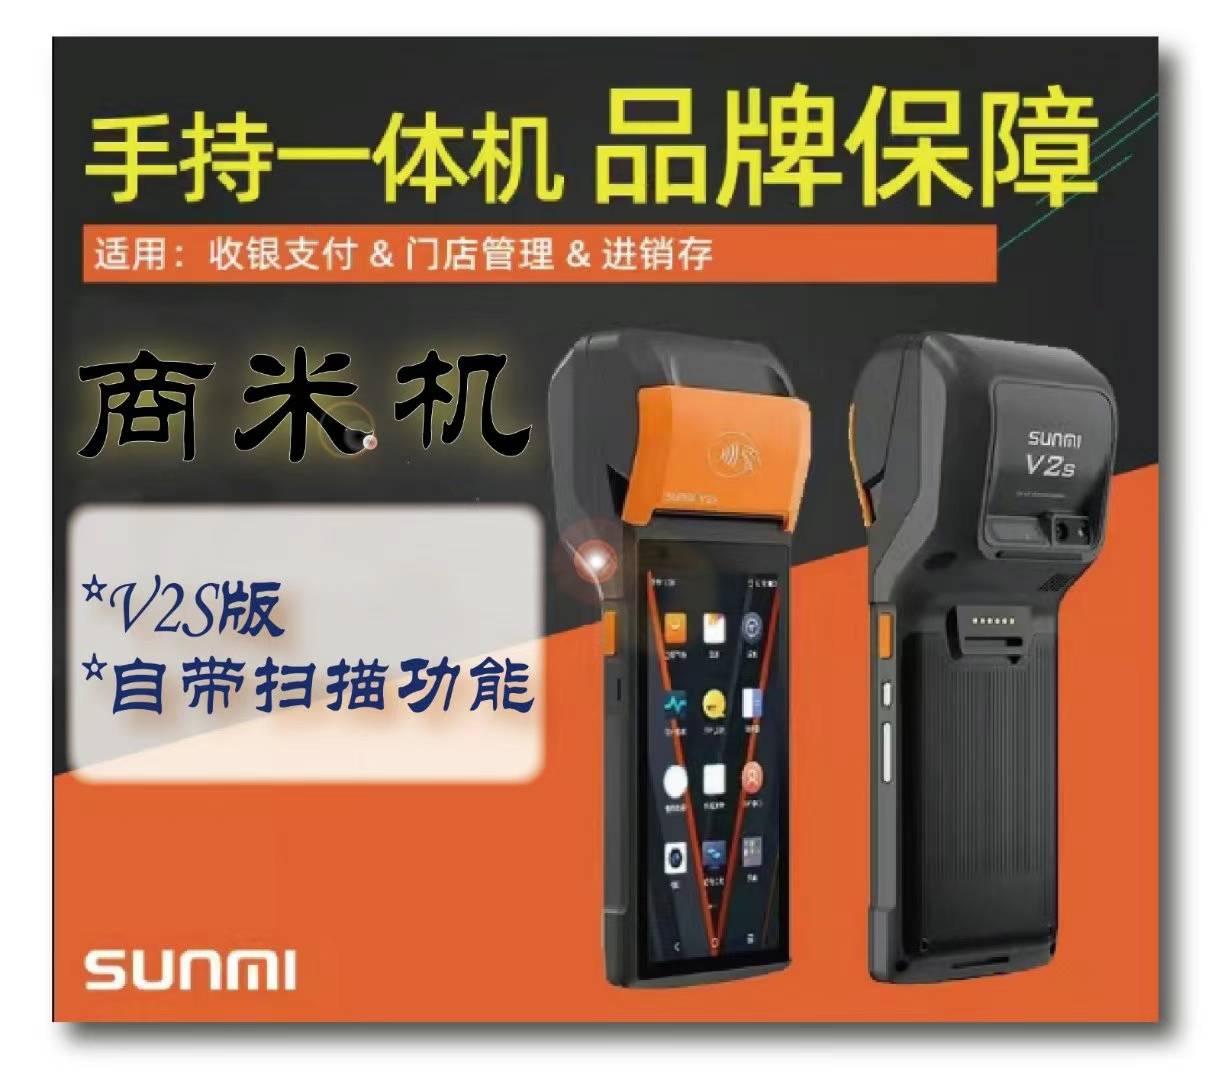 手持一体机 品牌保障
适用：收银支付 & 门店管理 & 进销存
商米机
☆V2S版
☆自带扫描功能
SUNMI
V2s
SUNMI V2s
SUNMI